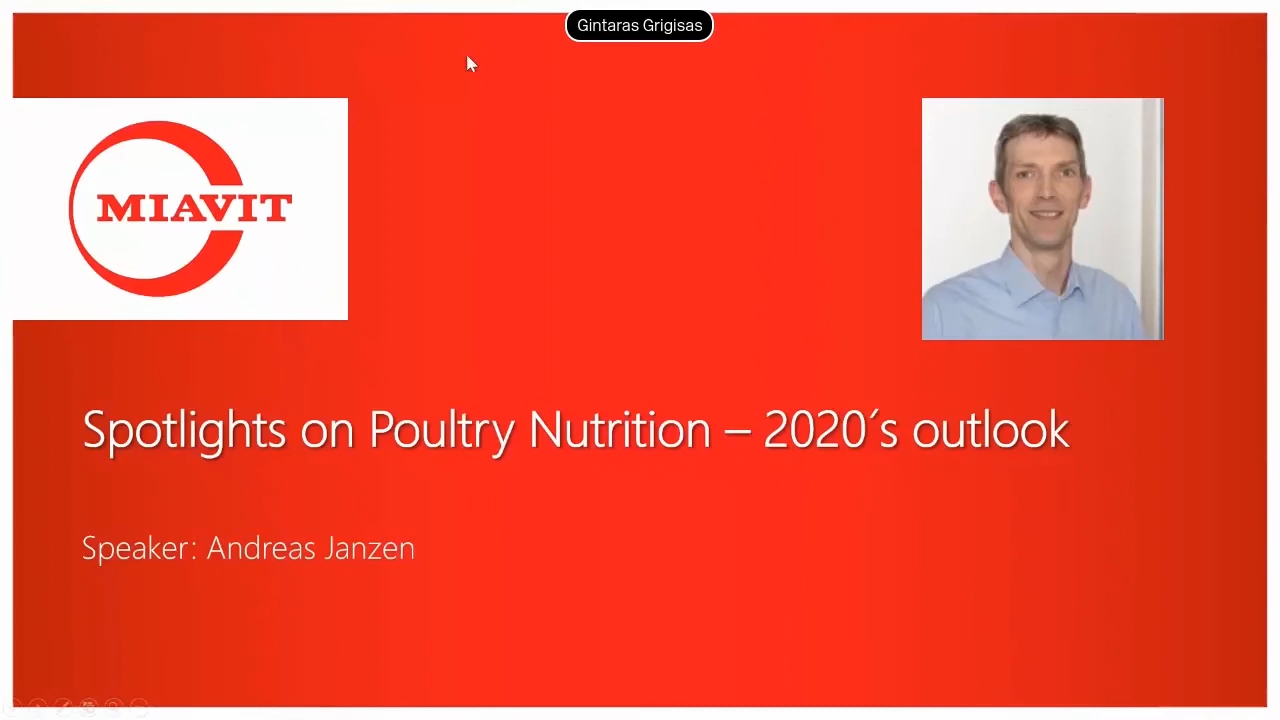 Gintaras Grigisas
MIAVIT
Spotlights on Poultry Nutrition – 2020´s outlook
Speaker: Andreas Janzen